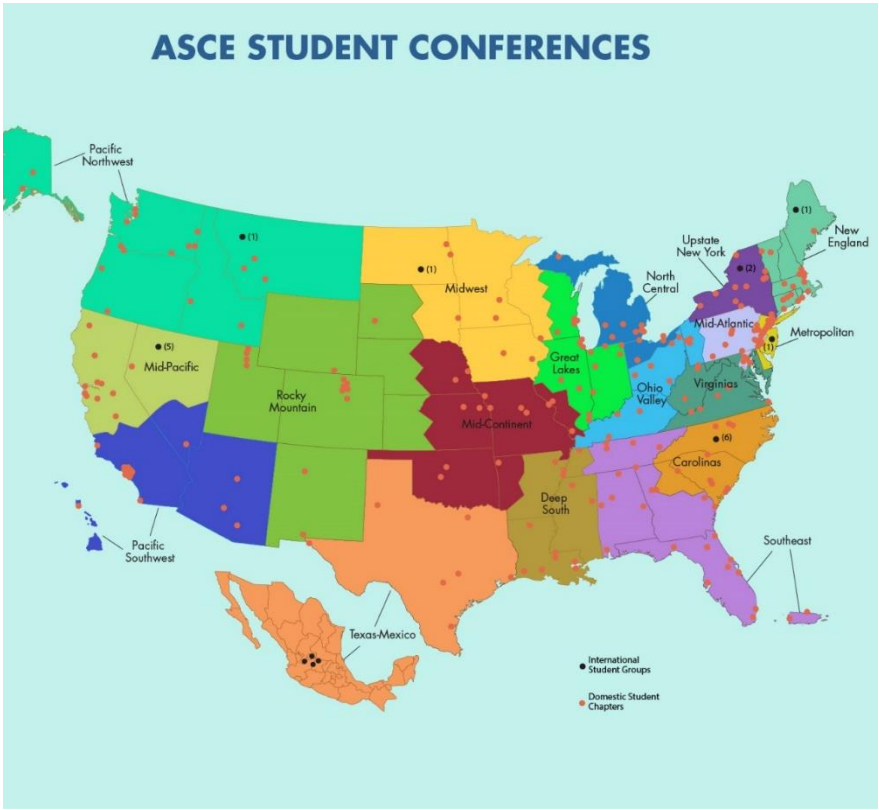 ASCE STUDENT CONFERENCES
Pacific
Northwest
(1)
(1)
Midwest
(5)
Mid-Pacific
Rocky
Mountain
Pacific
Southwest
Mid-Continent
Great
Lakes
North
Central
Upstate
New York
(2)
(1)
New
England
Mid-Atlantic
Metropolitan
(1)
Ohio
Valley
Virginias
(6)
Carolinas
Deep
South
Southeast
Texas-Mexico
International
Student Groups
Domestic Student
Chapters